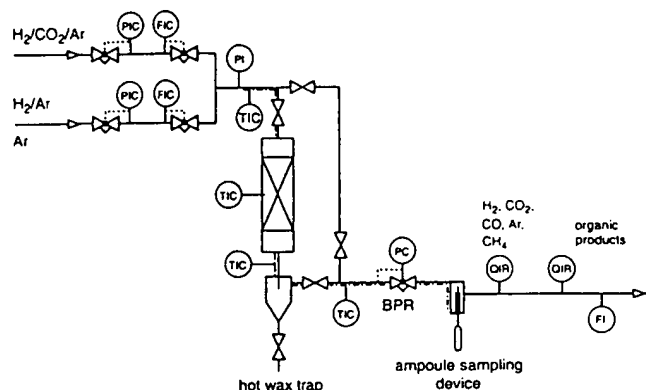 H2/CO2/Ar
PIC
FIC
PI
H2/Ar
PIC
FIC
TIC
Ar
TIC
H2, CO2,
CO, Ar,
CH4
organic
products
TIC
PC
QIR
QIR
BPR
TIC
FI
ampoule sampling
device
hot wax trap